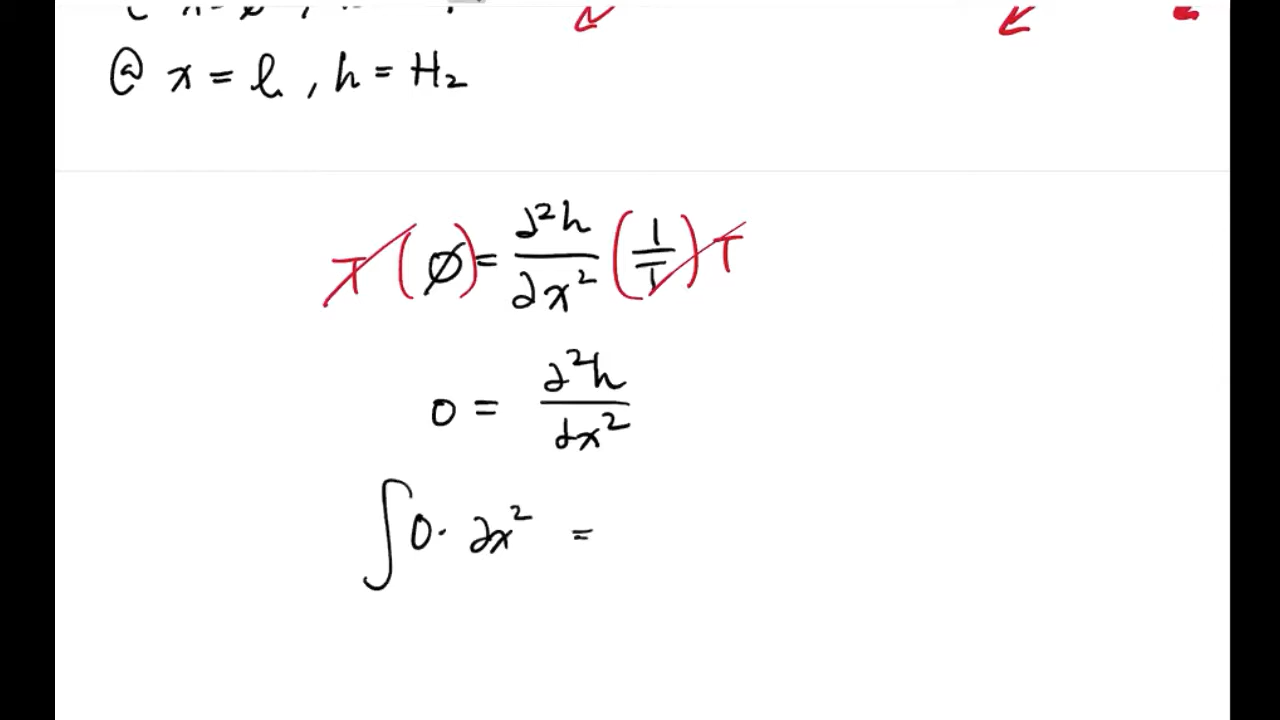 @ x = l , h = H₂
T (∅) = ∂²h/∂x² (1/T) T
0 = ∂²h/∂x²
∫ 0 · ∂x² =